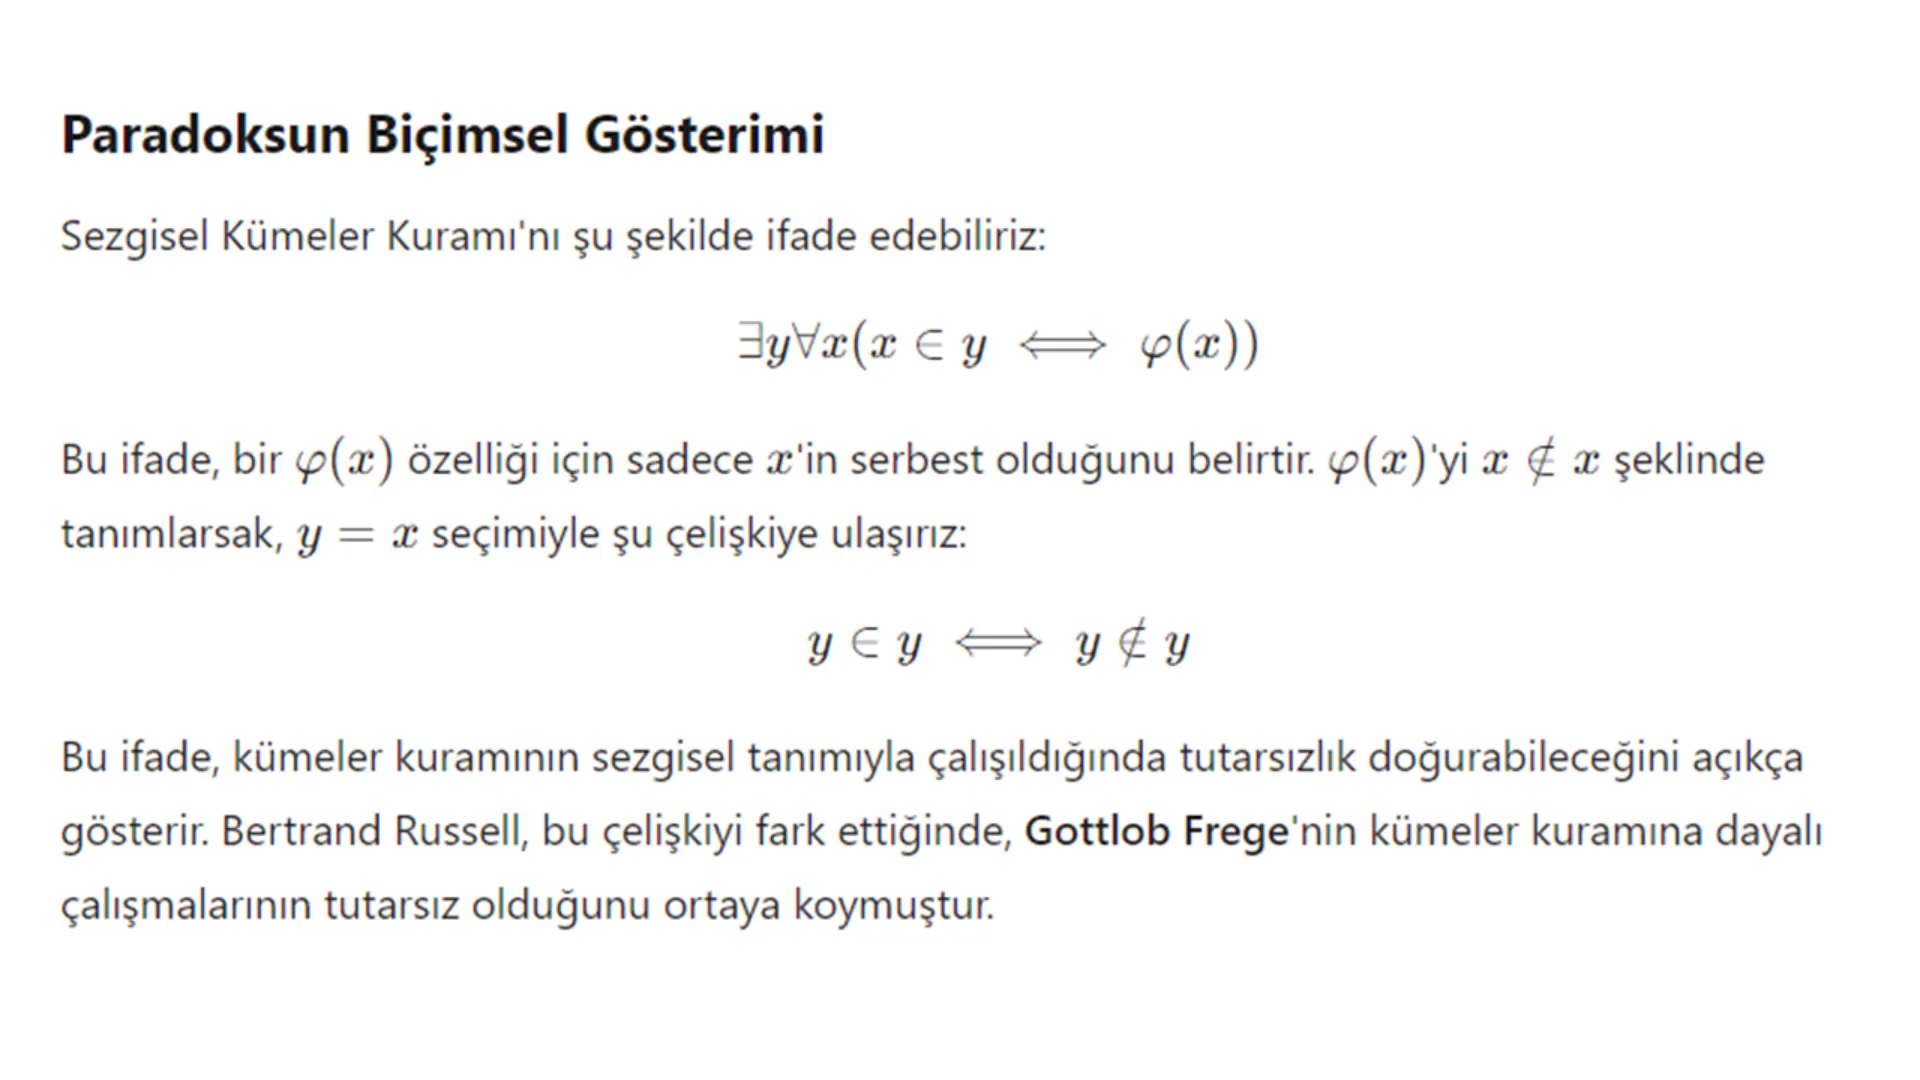 Paradoksun Biçimsel Gösterimi
Sezgisel Kümeler Kuramı'nı şu şekilde ifade edebiliriz:
∃y∀x(x ∈ y ⟺ φ(x))
Bu ifade, bir φ(x) özelliği için sadece x'in serbest olduğunu belirtir. φ(x)'yi x ∉ x şeklinde
tanımlarsak, y = x seçimiyle şu çelişkiye ulaşırız:
y ∈ y ⟺ y ∉ y
Bu ifade, kümeler kuramının sezgisel tanımıyla çalışıldığında tutarsızlık doğurabileceğini açıkça
gösterir. Bertrand Russell, bu çelişkiyi fark ettiğinde, Gottlob Frege'nin kümeler kuramına dayalı
çalışmalarının tutarsız olduğunu ortaya koymuştur.